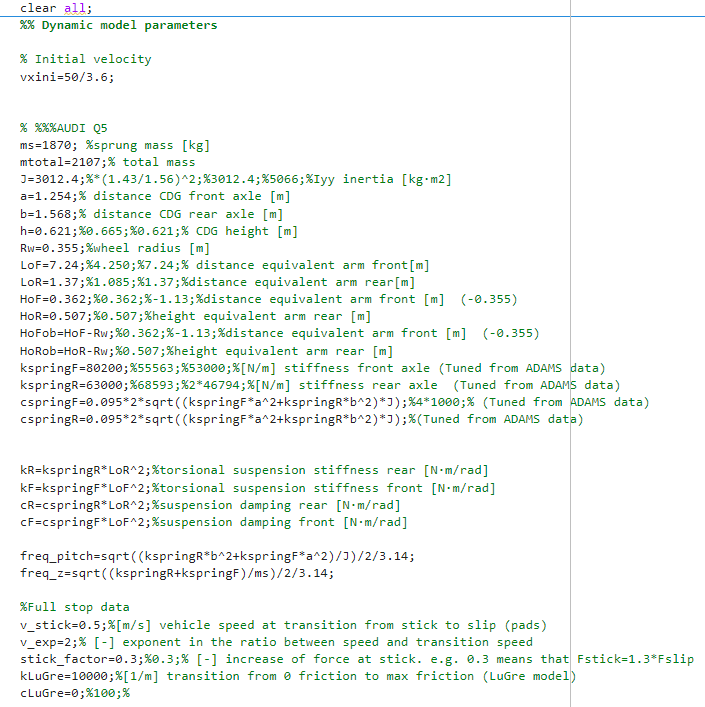 clear all;
%% Dynamic model parameters
% Initial velocity
vxini=50/3.6;
% %%%AUDI Q5
ms=1870; %sprung mass [kg]
mtotal=2107;% total mass
J=3012.4;%*(1.43/1.56)^2;%3012.4;%5066;%Iyy inertia [kg·m2]
a=1.254;% distance CDG front axle [m]
b=1.568;% distance CDG rear axle [m]
h=0.621;%0.665;%0.621;% CDG height [m]
Rw=0.355;%wheel radius [m]
LoF=7.24;%4.250;%7.24;% distance equivalent arm front[m]
LoR=1.37;%1.085;%1.37;%distance equivalent arm rear[m]
HoF=0.362;%0.362;%-1.13;%distance equivalent arm front [m]  (-0.355)
HoR=0.507;%0.507;%height equivalent arm rear [m]
HoFob=HoF-Rw;%0.362;%-1.13;%distance equivalent arm front [m]  (-0.355)
HoRob=HoR-Rw;%0.507;%height equivalent arm rear [m]
kspringF=80200;%55563;%53000;%[N/m] stiffness front axle (Tuned from ADAMS data)
kspringR=63000;%68593;%2*46794;%[N/m] stiffness rear axle  (Tuned from ADAMS data)
cspringF=0.095*2*sqrt((kspringF*a^2+kspringR*b^2)*J);%4*1000;% (Tuned from ADAMS data)
cspringR=0.095*2*sqrt((kspringF*a^2+kspringR*b^2)*J);%(Tuned from ADAMS data)
kR=kspringR*LoR^2;%torsional suspension stiffness rear [N·m/rad]
kF=kspringF*LoF^2;%torsional suspension stiffness front [N·m/rad]
cR=cspringR*LoR^2;%suspension damping rear [N·m/rad]
cF=cspringF*LoF^2;%suspension damping front [N·m/rad]
freq_pitch=sqrt((kspringR*b^2+kspringF*a^2)/J)/2/3.14;
freq_z=sqrt((kspringR+kspringF)/ms)/2/3.14;
%Full stop data
v_stick=0.5;%[m/s] vehicle speed at transition from stick to slip (pads)
v_exp=2;% [-] exponent in the ratio between speed and transition speed
stick_factor=0.3;%0.3;% [-] increase of force at stick. e.g. 0.3 means that Fstick=1.3*Fslip
kLuGre=10000;%[1/m] transition from 0 friction to max friction (LuGre model)
cLuGre=0;%100;%